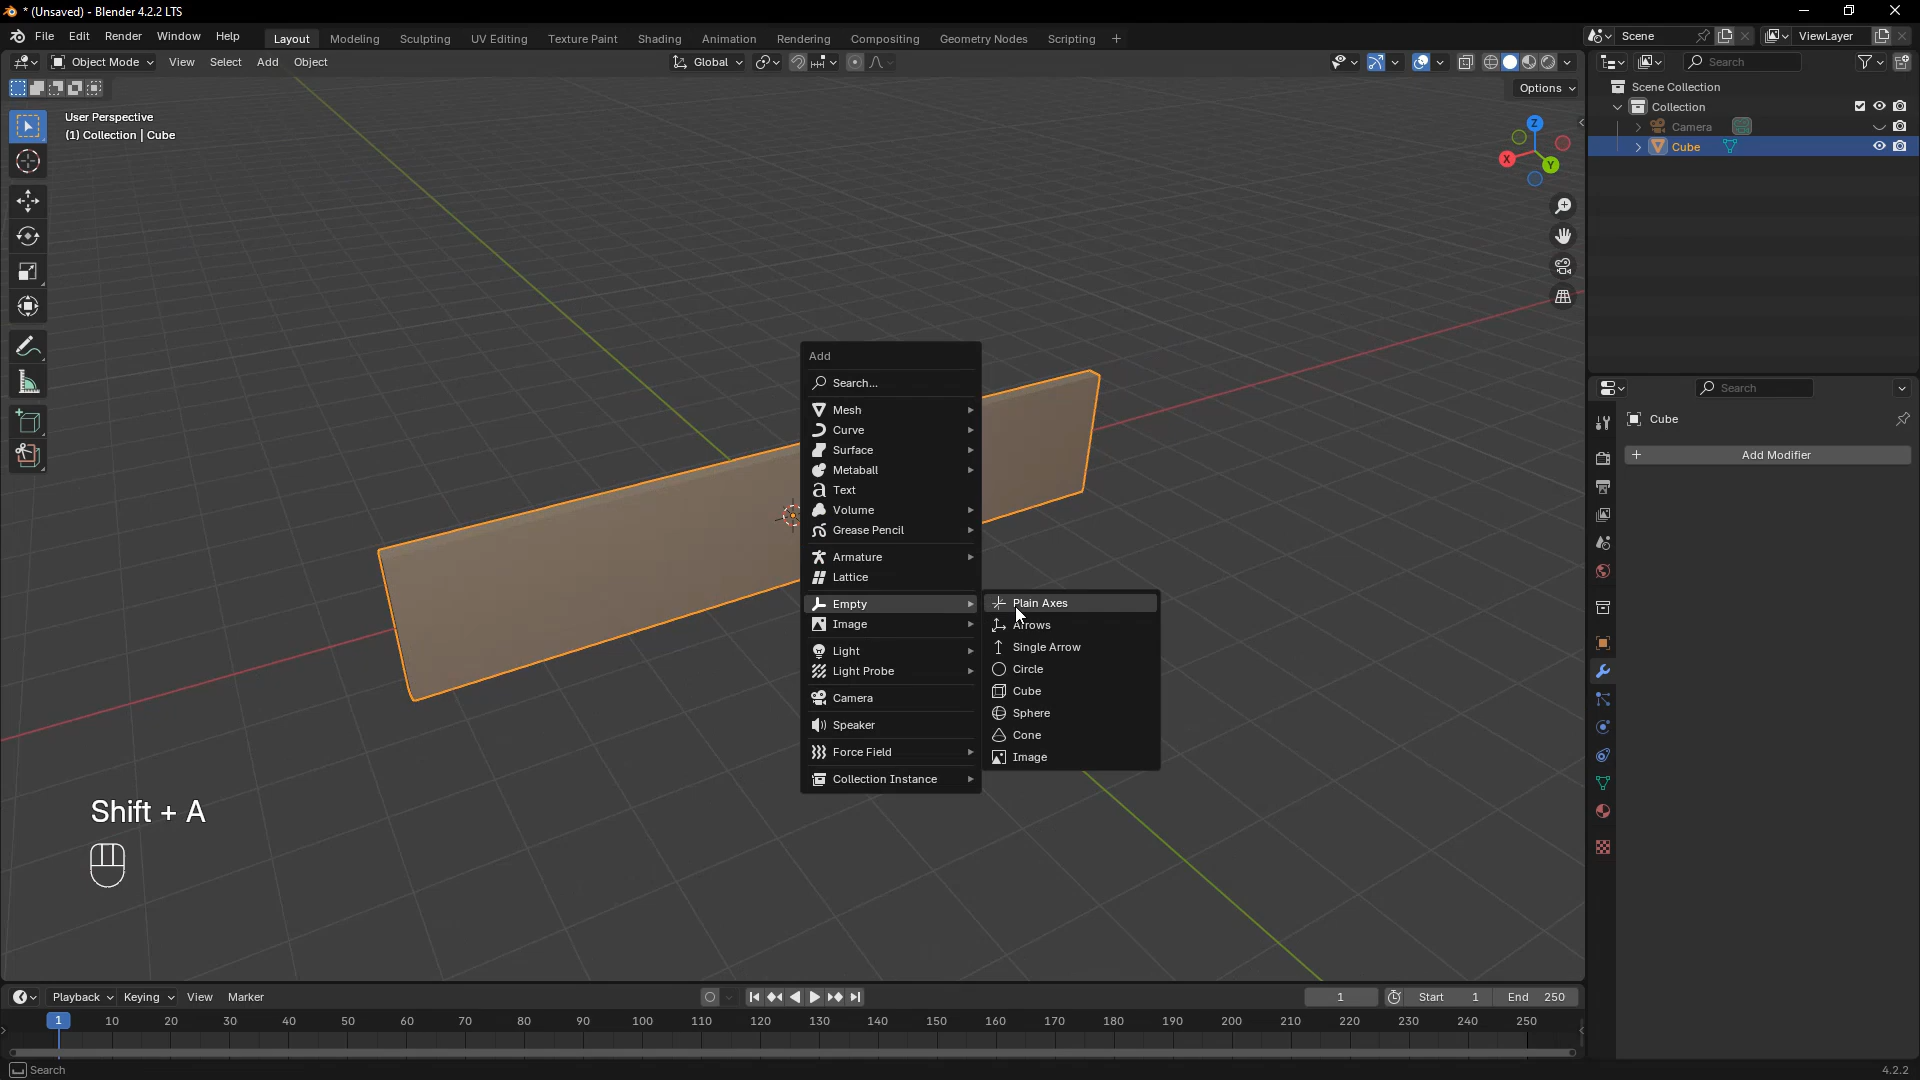 * (Unsaved) - Blender 4.2.2 LTS
File Edit Render Window Help
Layout Modeling Sculpting UV Editing Texture Paint Shading Animation Rendering Compositing Geometry Nodes Scripting +
Scene
ViewLayer
Object Mode View Select Add Object
Global
Search
Options
User Perspective
(1) Collection | Cube
Z
X
Y
Scene Collection
Collection
Camera
Cube
Search
Cube
+ Add Modifier
Add
Search...
Mesh
Curve
Surface
Metaball
Text
Volume
Grease Pencil
Armature
Lattice
Empty
Image
Light
Light Probe
Camera
Speaker
Force Field
Collection Instance
Plain Axes
Arrows
Single Arrow
Circle
Cube
Sphere
Cone
Image
Shift + A
Playback Keying View Marker
1 Start 1 End 250
1 10 20 30 40 50 60 70 80 90 100 110 120 130 140 150 160 170 180 190 200 210 220 230 240 250
Search
4.2.2